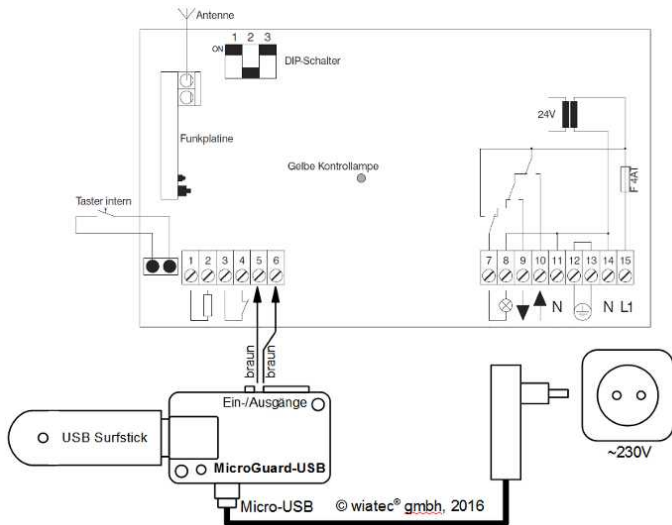 Antenne
1 2 3
ON
DIP-Schalter
24V
Funkplatine
Gelbe Kontrollampe
F 4AT
Taster intern
1 2 3 4 5 6
7 8 9 10 11 12 13 14 15
N N L1
braun braun
Ein-/Ausgänge
USB Surfstick
MicroGuard-USB
~230V
Micro-USB © wiatec® gmbh, 2016